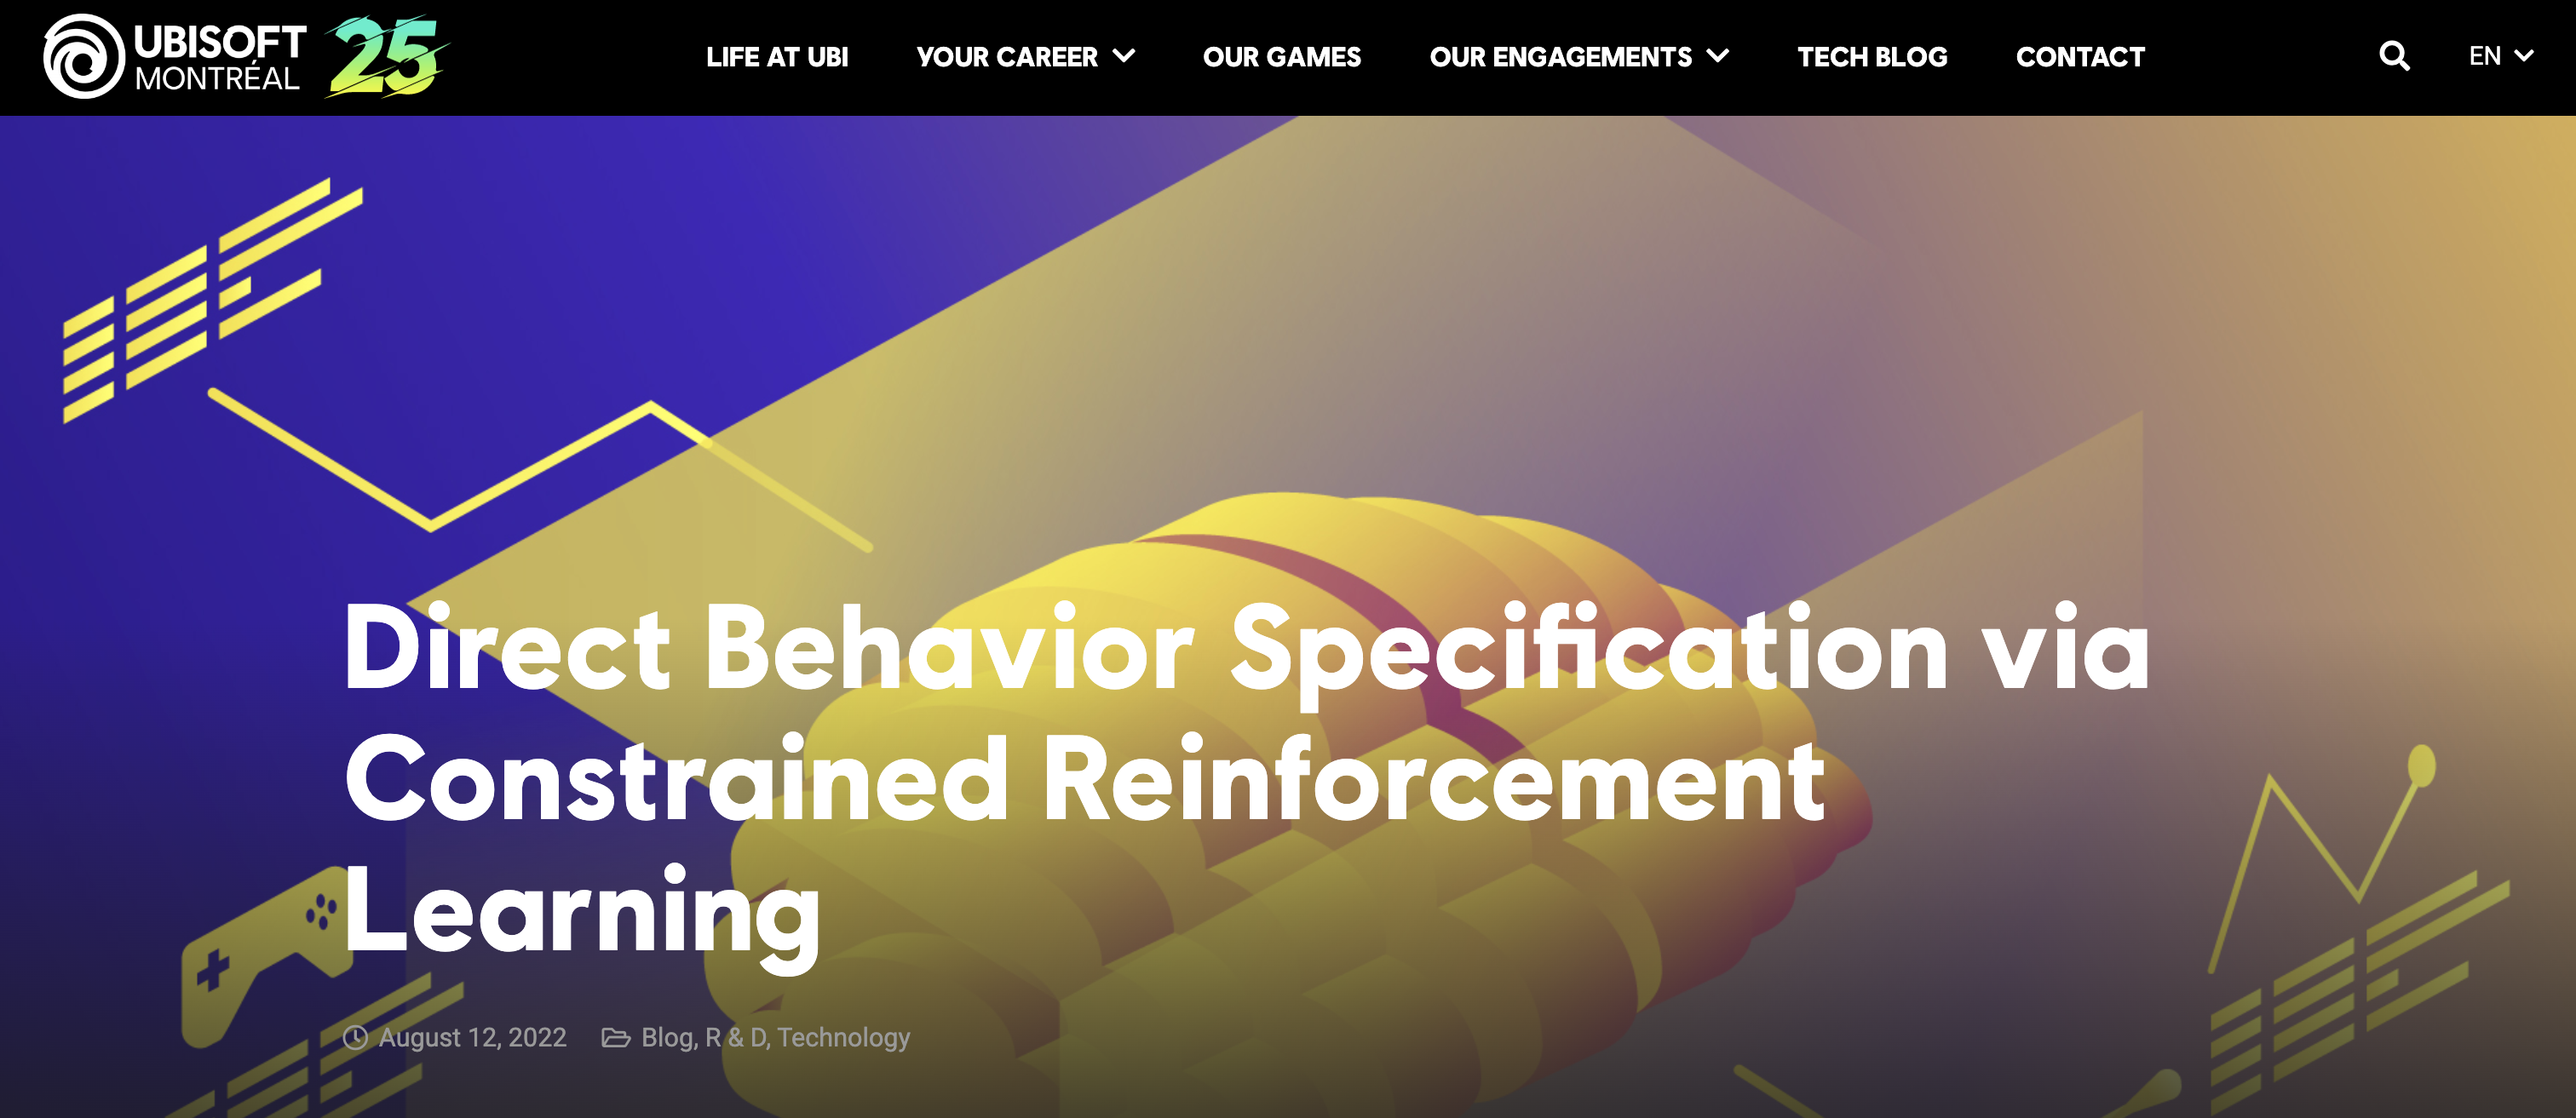 UBISOFT
MONTRÉAL
25
LIFE AT UBI YOUR CAREER OUR GAMES OUR ENGAGEMENTS TECH BLOG CONTACT EN
Direct Behavior Specification via
Constrained Reinforcement
Learning
August 12, 2022 Blog, R & D, Technology